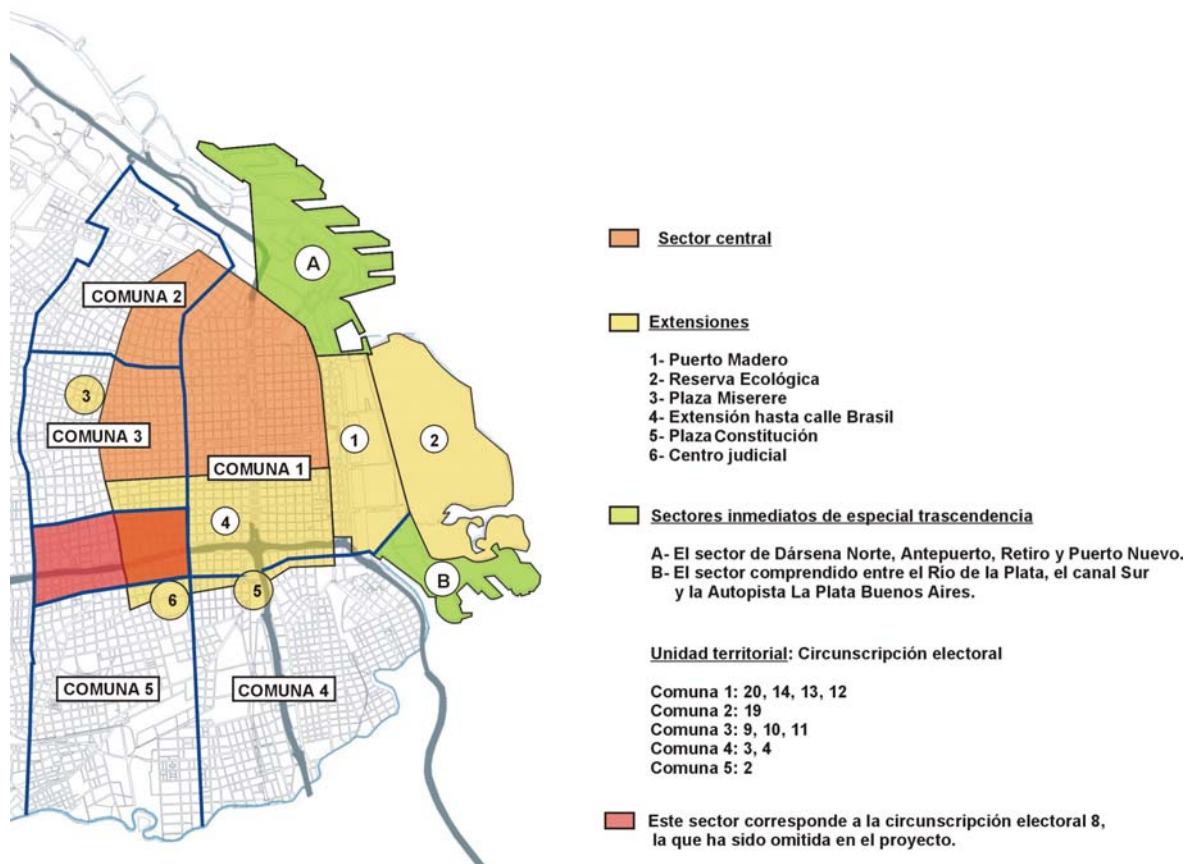 A
COMUNA 2
3
COMUNA 3
1
2
COMUNA 1
4
B
6
5
COMUNA 5
COMUNA 4
Sector central
Extensiones
1- Puerto Madero
2- Reserva Ecológica
3- Plaza Miserere
4- Extensión hasta calle Brasil
5- Plaza Constitución
6- Centro judicial
Sectores inmediatos de especial trascendencia
A- El sector de Dársena Norte, Antepuerto, Retiro y Puerto Nuevo.
B- El sector comprendido entre el Río de la Plata, el canal Sur
y la Autopista La Plata Buenos Aires.
Unidad territorial: Circunscripción electoral
Comuna 1: 20, 14, 13, 12
Comuna 2: 19
Comuna 3: 9, 10, 11
Comuna 4: 3, 4
Comuna 5: 2
Este sector corresponde a la circunscripción electoral 8,
la que ha sido omitida en el proyecto.